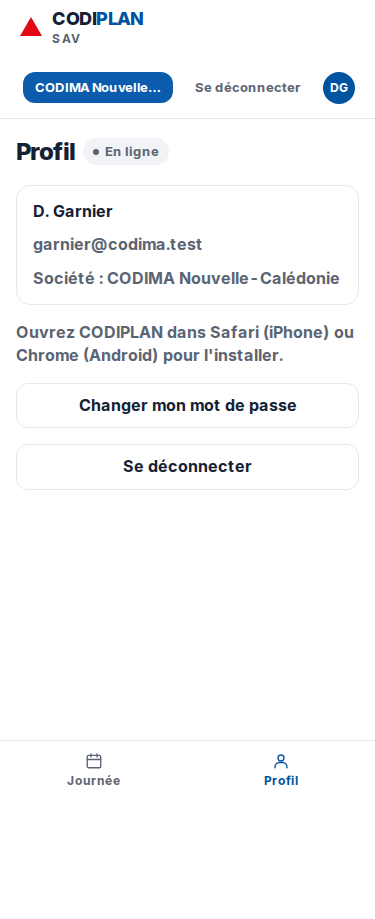 CODIPLAN
SAV
CODIMA Nouvelle...
Se déconnecter
DG
Profil
En ligne
D. Garnier
garnier@codima.test
Société : CODIMA Nouvelle-Calédonie
Ouvrez CODIPLAN dans Safari (iPhone) ou
Chrome (Android) pour l'installer.
Changer mon mot de passe
Se déconnecter
Journée
Profil